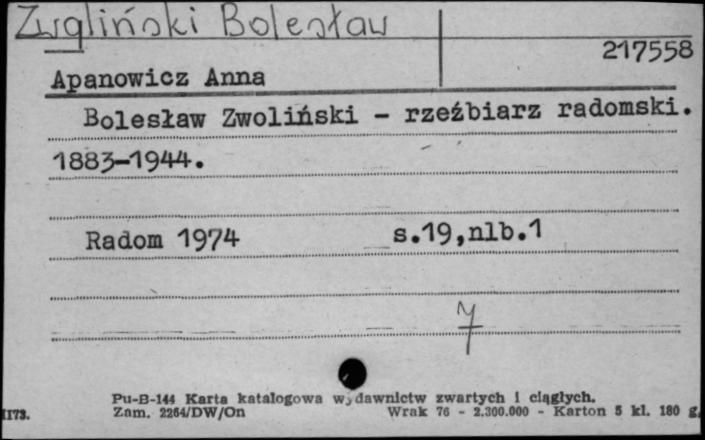 Zwoliński Bolesław
217558
Apanowicz Anna
Bolesław Zwoliński - rzeźbiarz radomski.
1883-1944.
Radom 1974 s.19,nlb.1
7
Pu-B-144 Karta katalogowa wydawnictw zwartych i ciągłych.
1173. Zam. 2264/DW/On Wrak 76 - 2.300.000 - Karton 5 kl. 180 g.